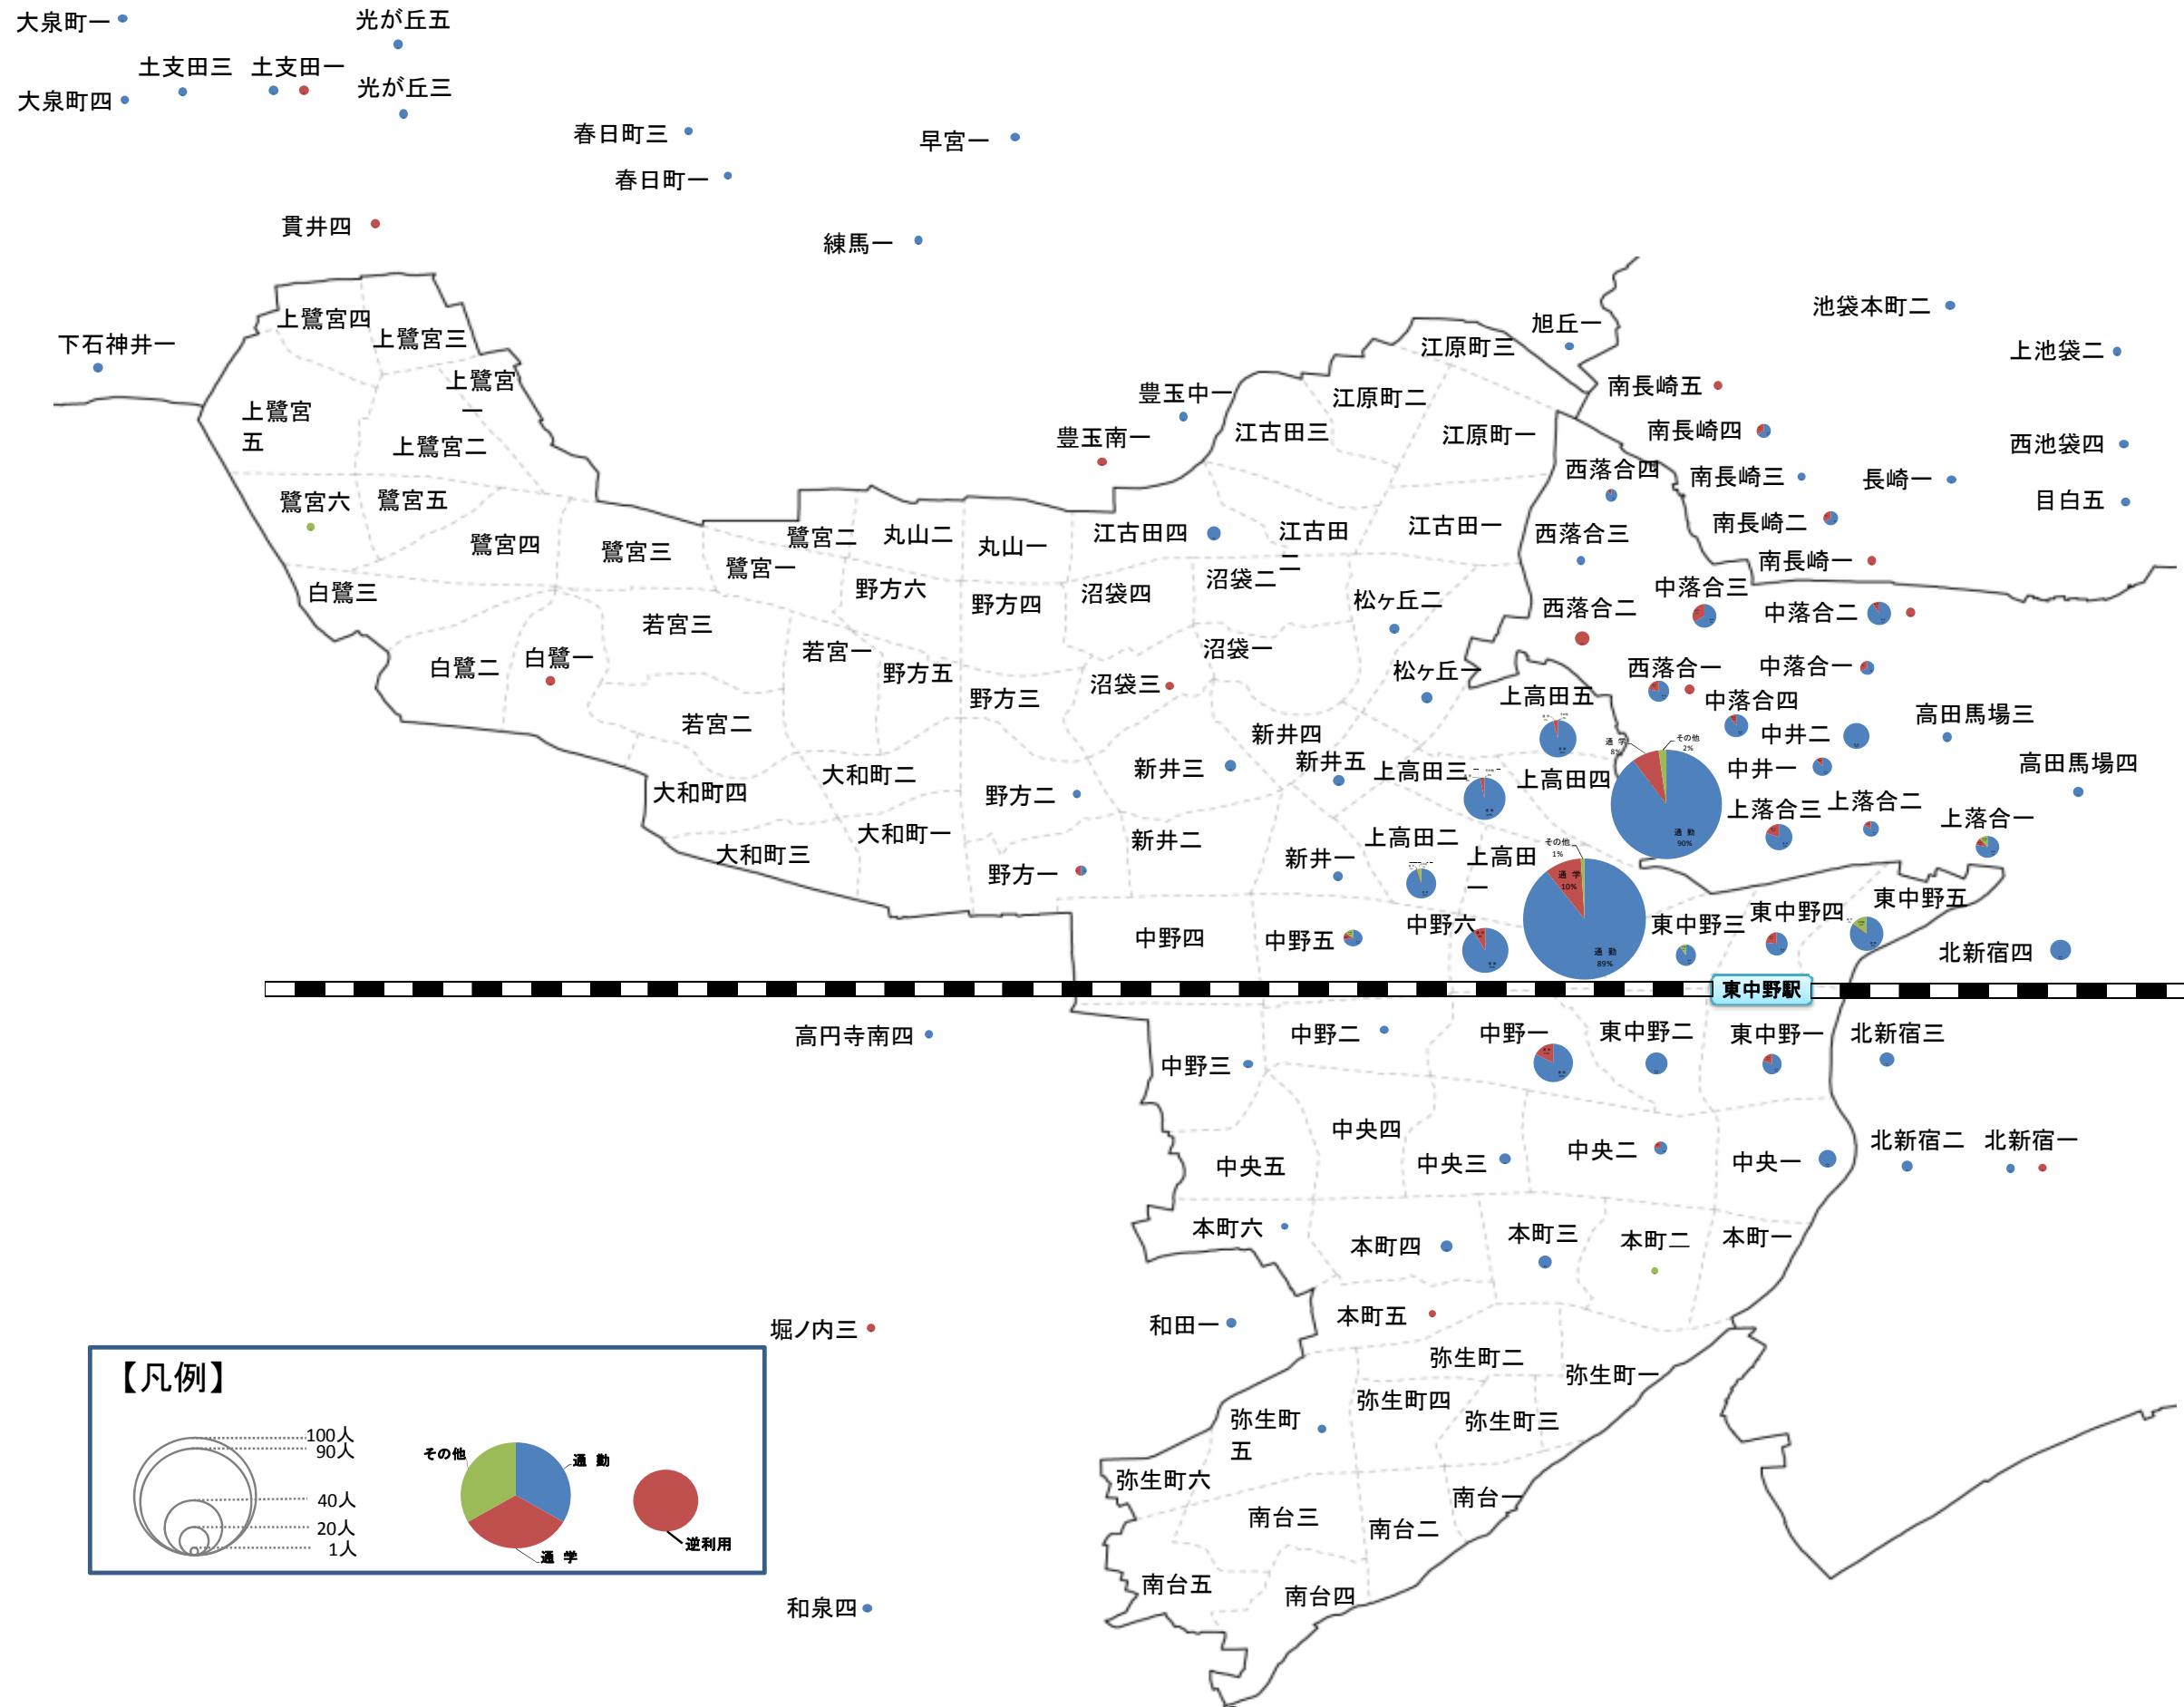 大泉町一
光が丘五
土支田三
土支田一
光が丘三
大泉町四
春日町三
早宮一
春日町一
貫井四
練馬一
池袋本町二
上鷺宮四
上鷺宮三
旭丘一
下石神井一
江原町三
上池袋二
上鷺宮
一
南長崎五
豊玉中一
江原町二
上鷺宮
五
上鷺宮二
豊玉南一
江古田三
江原町一
南長崎四
西池袋四
西落合四
南長崎三
長崎一
目白五
鷺宮六
鷺宮五
鷺宮四
鷺宮三
鷺宮二
丸山二
丸山一
江古田四
江古田
二
江古田一
西落合三
南長崎二
鷺宮一
南長崎一
白鷺三
野方六
野方四
沼袋四
沼袋二
松ヶ丘二
西落合二
中落合三
中落合二
若宮三
若宮一
沼袋一
白鷺二
白鷺一
野方五
野方三
沼袋三
松ヶ丘一
上高田五
西落合一
中落合一
中落合四
若宮二
新井四
中井二
高田馬場三
通 学
8%
その他
2%
大和町四
大和町二
野方二
新井三
新井五
上高田三
上高田四
中井一
高田馬場四
通 勤
90%
大和町三
大和町一
野方一
新井二
新井一
上高田二
上高田
一
上落合三
上落合二
上落合一
その他
1%
通 学
10%
通 勤
89%
中野四
中野五
中野六
東中野三
東中野四
東中野五
北新宿四
東中野駅
高円寺南四
中野三
中野二
中野一
東中野二
東中野一
北新宿三
中央五
中央四
中央三
中央二
中央一
北新宿二
北新宿一
本町六
本町四
本町三
本町二
本町一
堀ノ内三
和田一
本町五
弥生町二
弥生町一
弥生町
五
弥生町四
弥生町三
弥生町六
南台一
南台三
南台二
南台五
南台四
和泉四
【凡例】
100人
90人
40人
20人
1人
その他
通 勤
通 学
逆利用